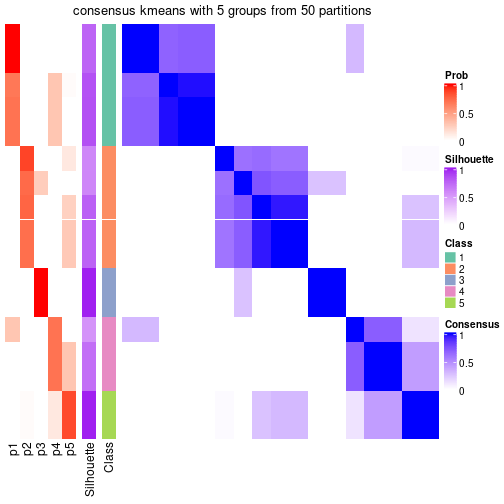 consensus kmeans with 5 groups from 50 partitions
Prob
1
0.5
0
Silhouette
1
0.5
0
Class
1
2
3
4
5
Consensus
1
0.5
0
p1
p2
p3
p4
p5
Silhouette
Class